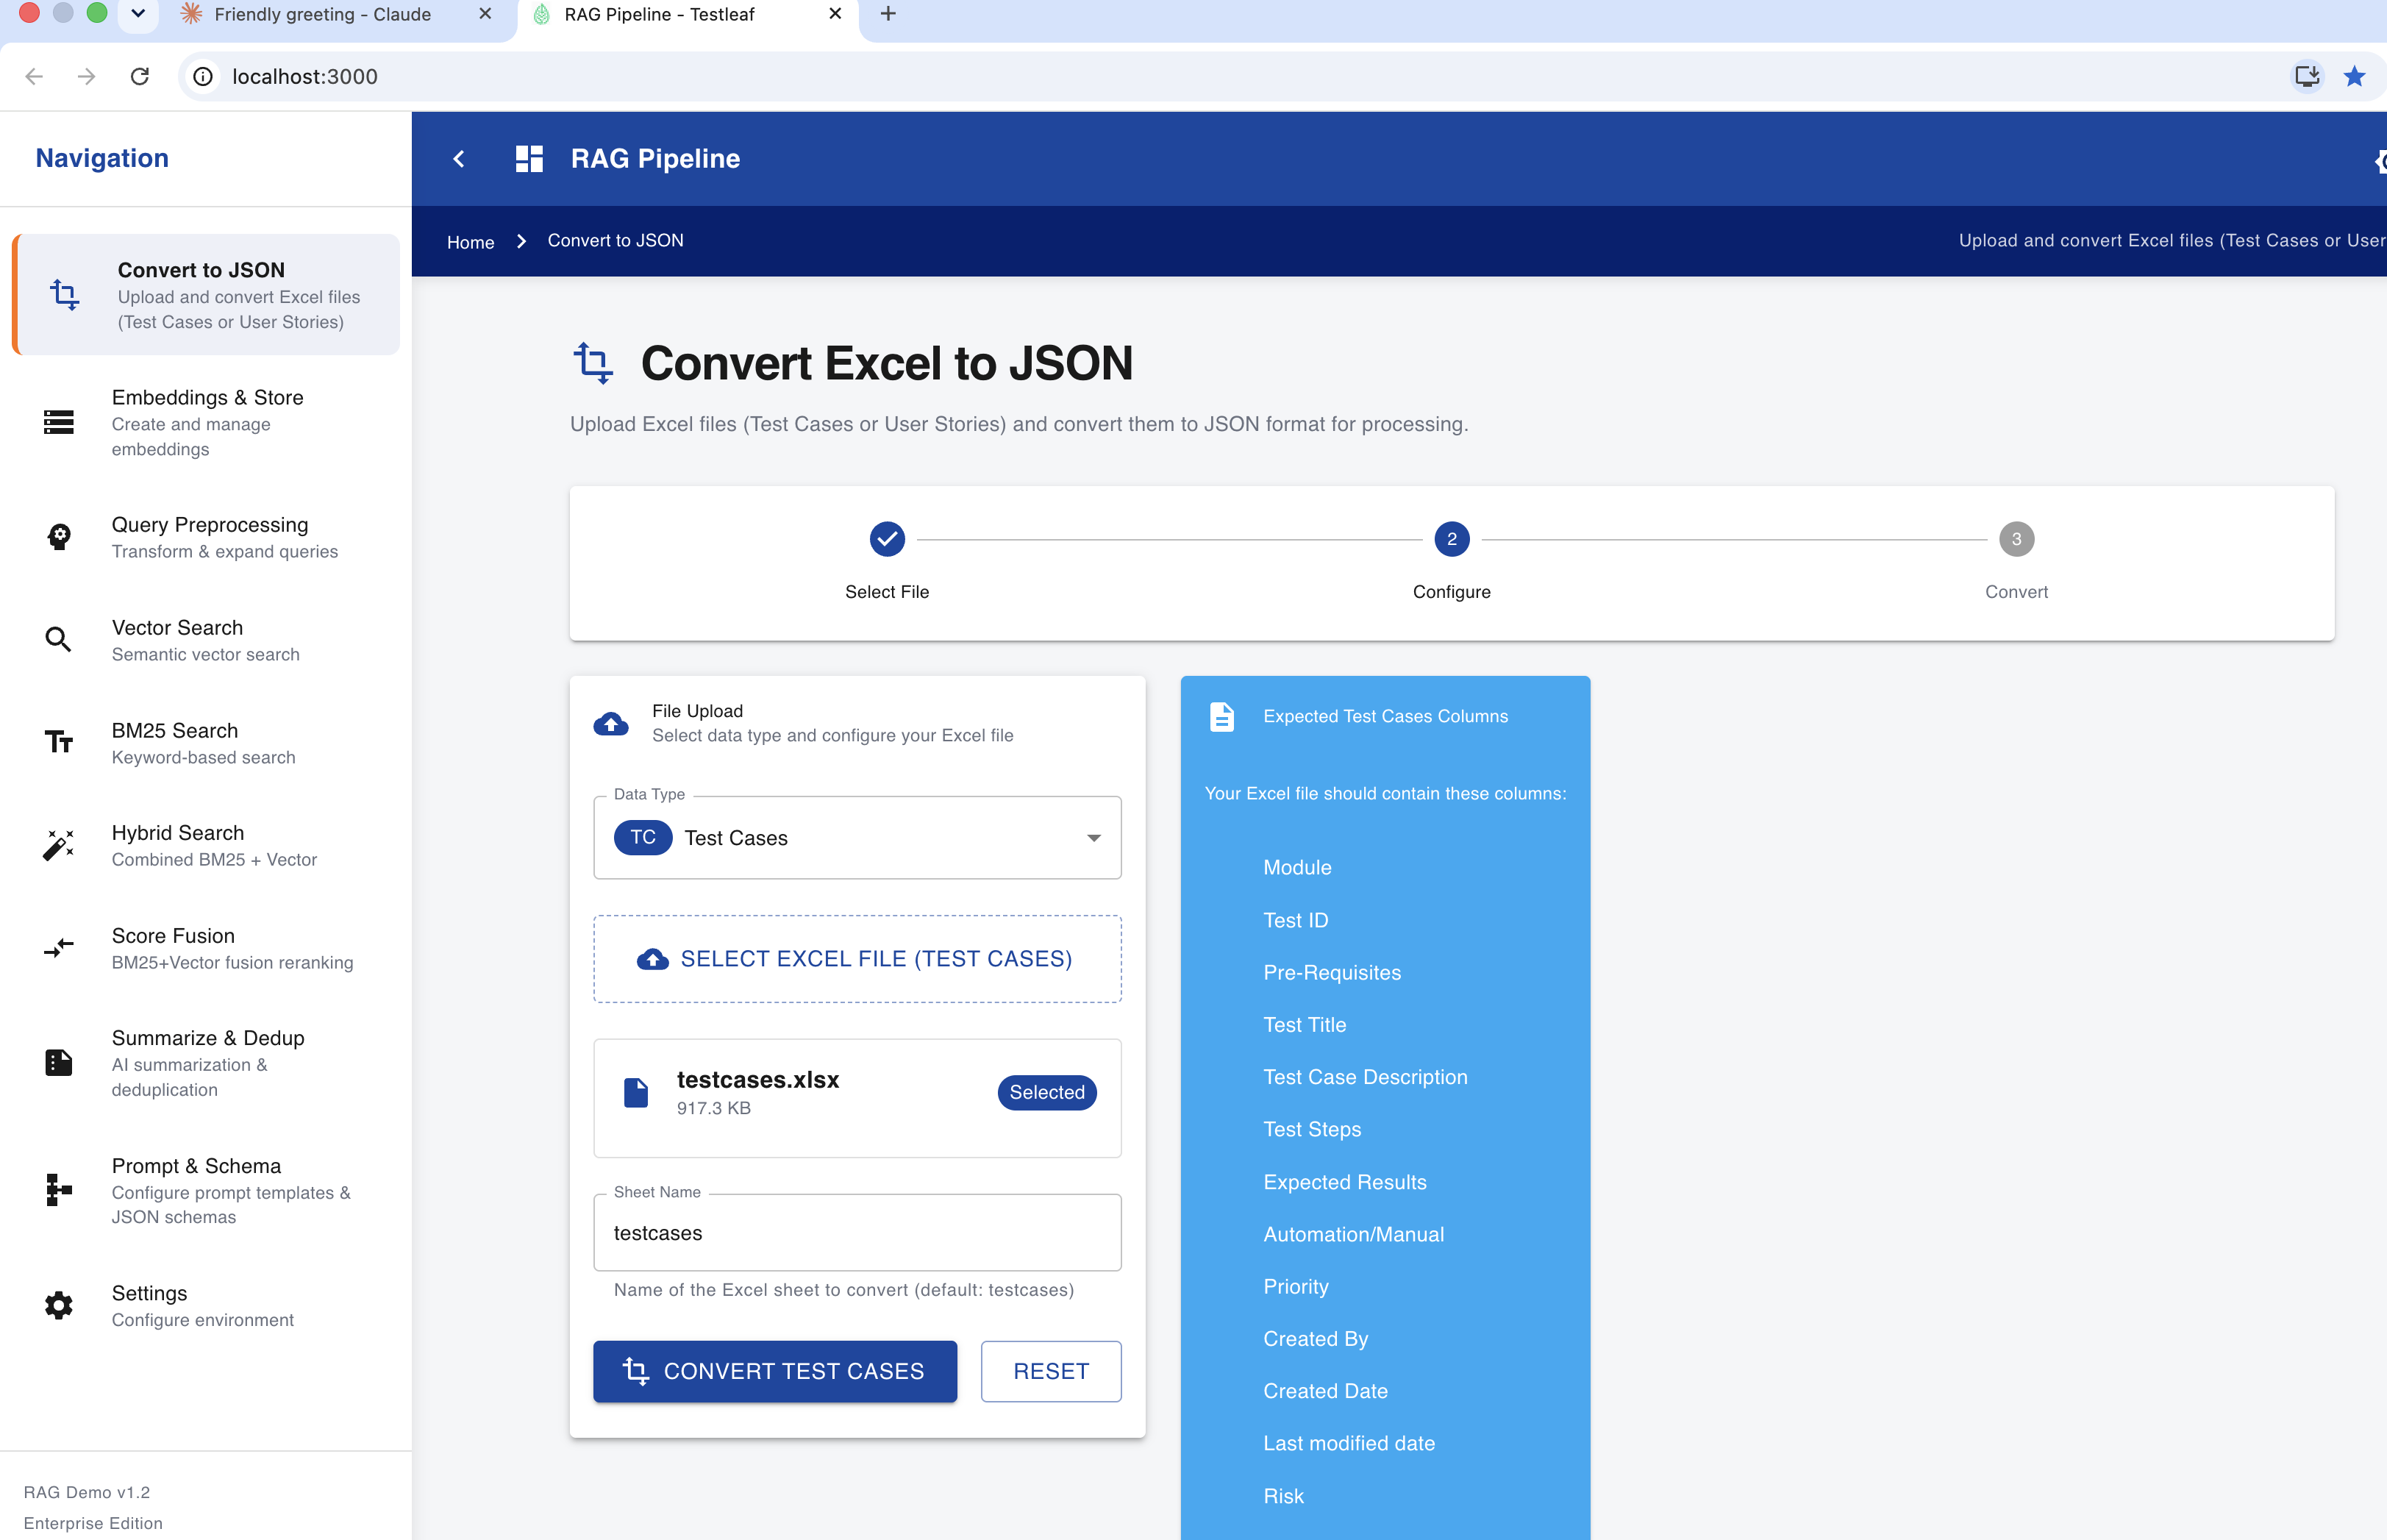 Friendly greeting - Claude
RAG Pipeline - Testleaf
localhost:3000
Navigation
RAG Pipeline
Home
Convert to JSON
Upload and convert Excel files (Test Cases or User
Convert to JSON
Upload and convert Excel files
(Test Cases or User Stories)
Embeddings & Store
Create and manage
embeddings
Query Preprocessing
Transform & expand queries
Vector Search
Semantic vector search
BM25 Search
Keyword-based search
Hybrid Search
Combined BM25 + Vector
Score Fusion
BM25+Vector fusion reranking
Summarize & Dedup
AI summarization &
deduplication
Prompt & Schema
Configure prompt templates &
JSON schemas
Settings
Configure environment
RAG Demo v1.2
Enterprise Edition
Convert Excel to JSON
Upload Excel files (Test Cases or User Stories) and convert them to JSON format for processing.
Select File
2
Configure
3
Convert
File Upload
Select data type and configure your Excel file
Data Type
TC Test Cases
SELECT EXCEL FILE (TEST CASES)
testcases.xlsx
917.3 KB
Selected
Sheet Name
testcases
Name of the Excel sheet to convert (default: testcases)
CONVERT TEST CASES
RESET
Expected Test Cases Columns
Your Excel file should contain these columns:
Module
Test ID
Pre-Requisites
Test Title
Test Case Description
Test Steps
Expected Results
Automation/Manual
Priority
Created By
Created Date
Last modified date
Risk